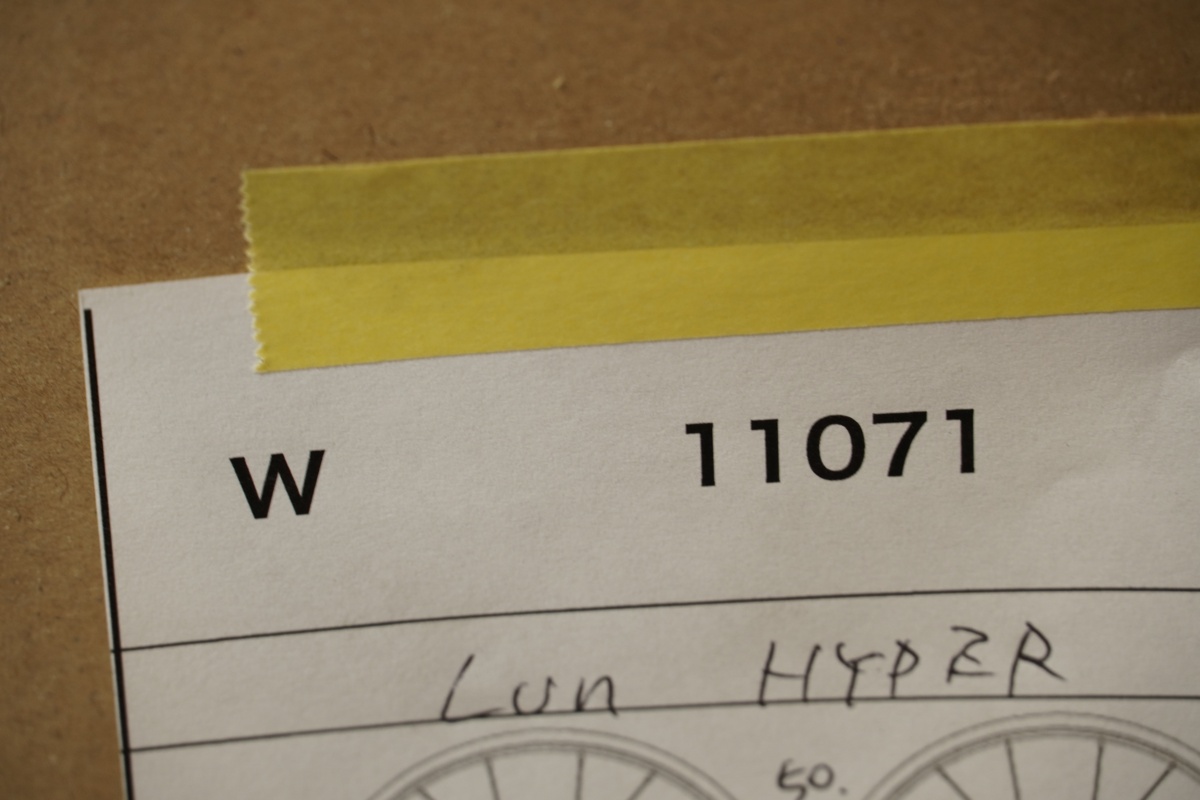 W 11071
Lun HYPER
50.